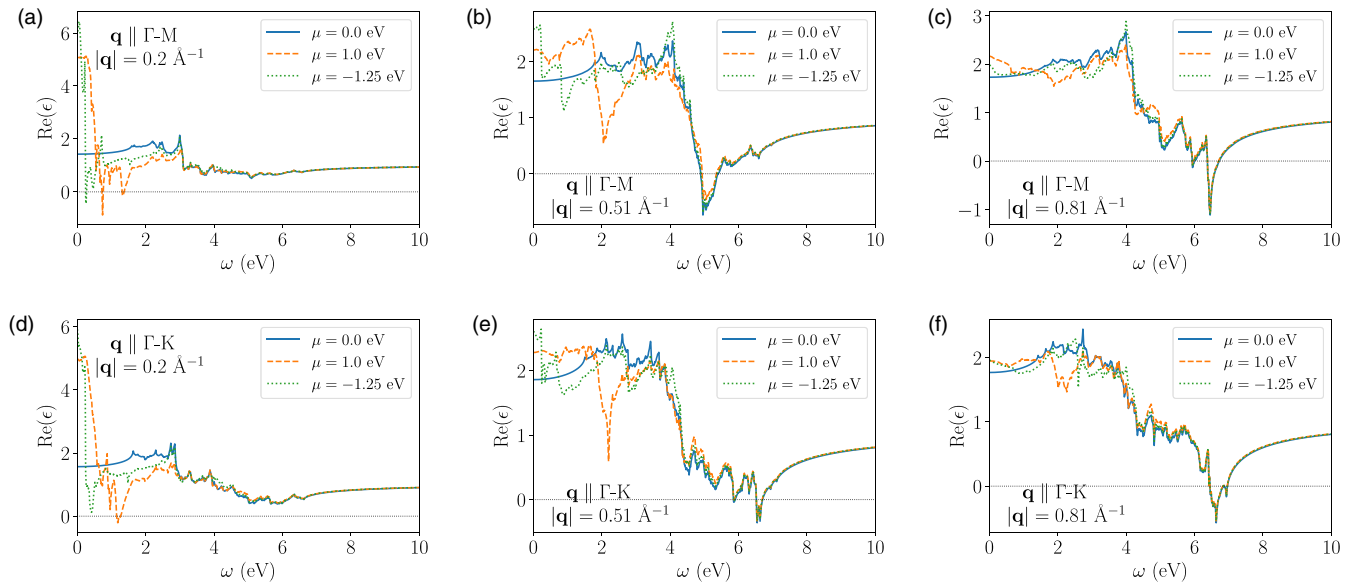 (a)
q ∥ Γ-M
|q| = 0.2 Å⁻¹
μ = 0.0 eV
μ = 1.0 eV
μ = −1.25 eV
Re(ϵ)
6
4
2
0
0 2 4 6 8 10
ω (eV)
(b)
q ∥ Γ-M
|q| = 0.51 Å⁻¹
μ = 0.0 eV
μ = 1.0 eV
μ = −1.25 eV
Re(ϵ)
2
1
0
0 2 4 6 8 10
ω (eV)
(c)
q ∥ Γ-M
|q| = 0.81 Å⁻¹
μ = 0.0 eV
μ = 1.0 eV
μ = −1.25 eV
Re(ϵ)
3
2
1
0
−1
0 2 4 6 8 10
ω (eV)
(d)
q ∥ Γ-K
|q| = 0.2 Å⁻¹
μ = 0.0 eV
μ = 1.0 eV
μ = −1.25 eV
Re(ϵ)
6
4
2
0
0 2 4 6 8 10
ω (eV)
(e)
q ∥ Γ-K
|q| = 0.51 Å⁻¹
μ = 0.0 eV
μ = 1.0 eV
μ = −1.25 eV
Re(ϵ)
2
1
0
0 2 4 6 8 10
ω (eV)
(f)
q ∥ Γ-K
|q| = 0.81 Å⁻¹
μ = 0.0 eV
μ = 1.0 eV
μ = −1.25 eV
Re(ϵ)
2
1
0
0 2 4 6 8 10
ω (eV)